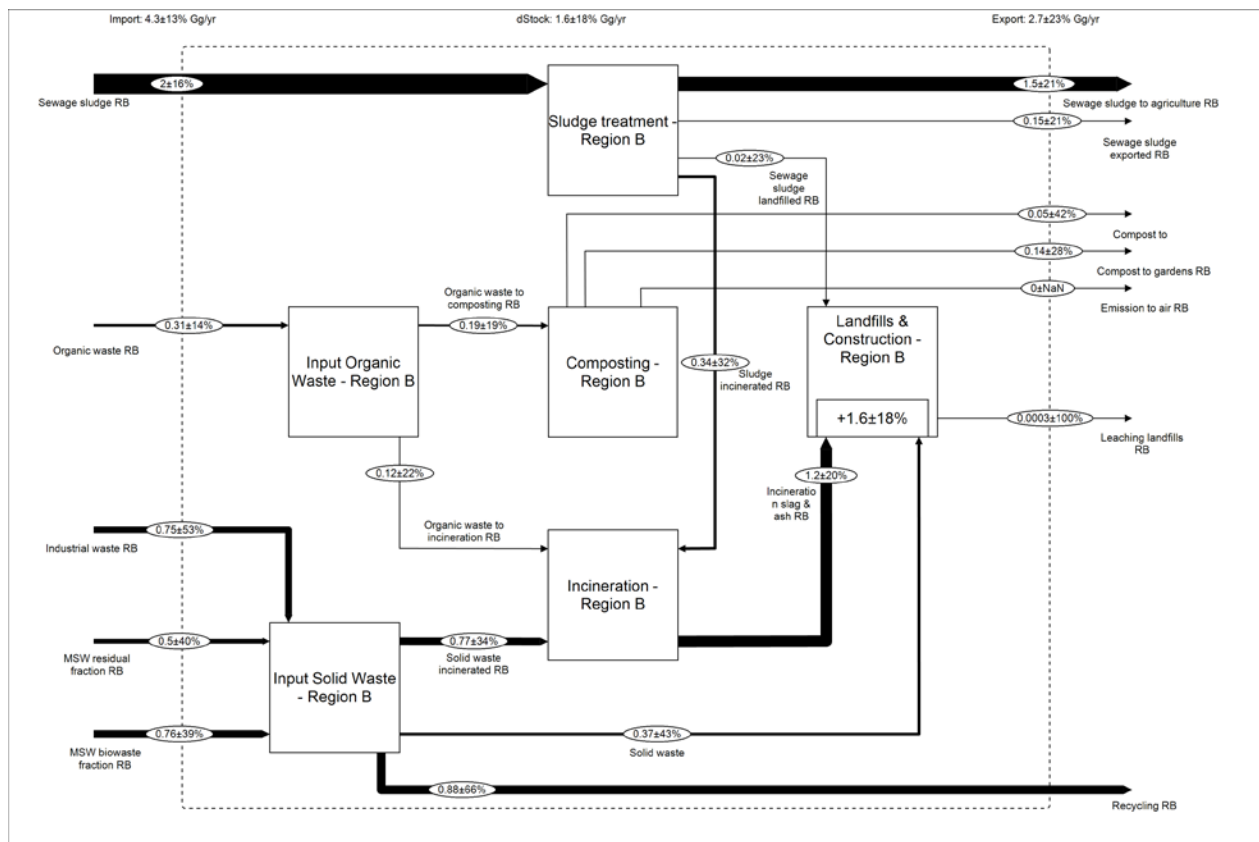 Import: 4.3±13% Gg/yr
dStock: 1.6±18% Gg/yr
Export: 2.7±23% Gg/yr
2±16%
Sewage sludge RB
Sludge treatment -
Region B
1.5±21%
Sewage sludge to agriculture RB
0.15±21%
Sewage sludge
exported RB
0.02±23%
Sewage
sludge
landfilled RB
0.05±42%
Compost to
0.14±28%
Compost to gardens RB
0±NaN
Emission to air RB
Organic waste to
composting RB
0.31±14%
Organic waste RB
0.19±19%
Input Organic
Waste - Region B
Composting -
Region B
0.34±32%
Sludge
incinerated RB
Landfills &
Construction -
Region B
+1.6±18%
0.0003±100%
Leaching landfills
RB
0.12±22%
1.2±20%
Incineratio
n slag &
ash RB
Organic waste to
incineration RB
0.75±53%
Industrial waste RB
Incineration -
Region B
0.5±40%
MSW residual
fraction RB
Input Solid Waste
- Region B
0.77±34%
Solid waste
incinerated RB
0.76±39%
MSW biowaste
fraction RB
0.37±43%
Solid waste
0.88±66%
Recycling RB